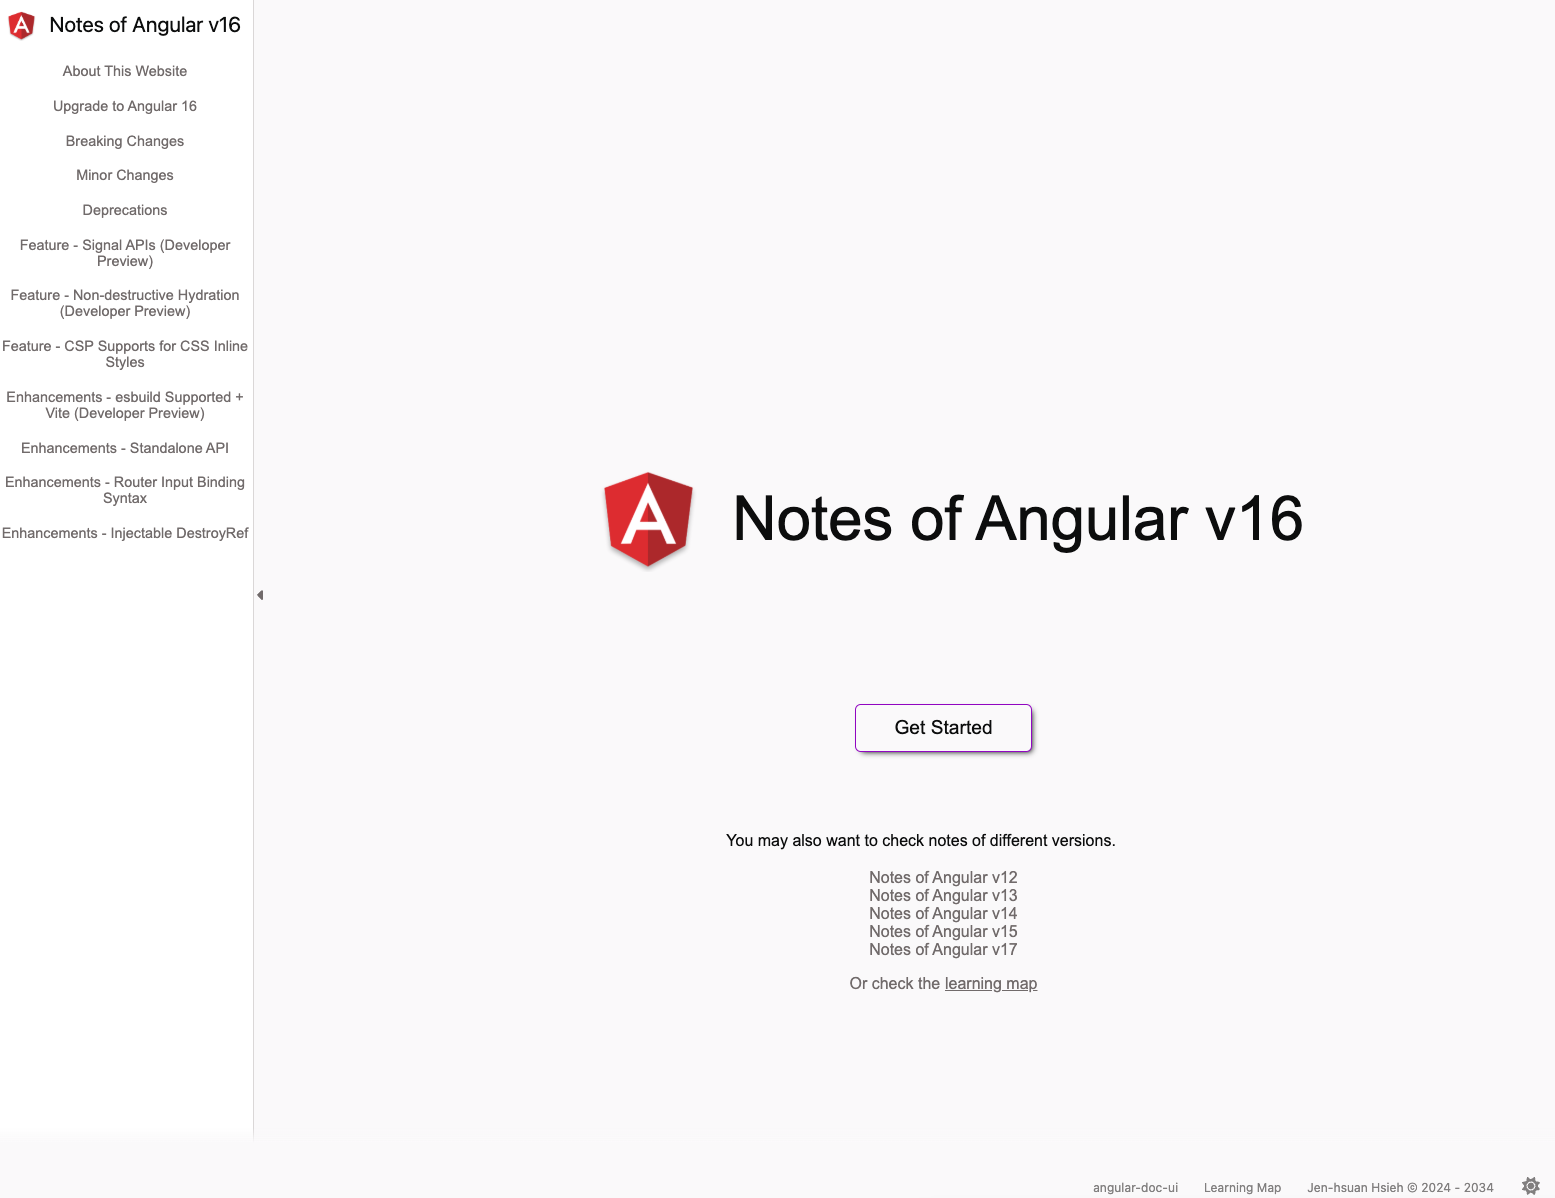 Notes of Angular v16
About This Website
Upgrade to Angular 16
Breaking Changes
Minor Changes
Deprecations
Feature - Signal APIs (Developer
Preview)
Feature - Non-destructive Hydration
(Developer Preview)
Feature - CSP Supports for CSS Inline
Styles
Enhancements - esbuild Supported +
Vite (Developer Preview)
Enhancements - Standalone API
Enhancements - Router Input Binding
Syntax
Enhancements - Injectable DestroyRef
Notes of Angular v16
Get Started
You may also want to check notes of different versions.
Notes of Angular v12
Notes of Angular v13
Notes of Angular v14
Notes of Angular v15
Notes of Angular v17
Or check the learning map
angular-doc-ui Learning Map Jen-hsuan Hsieh © 2024 - 2034